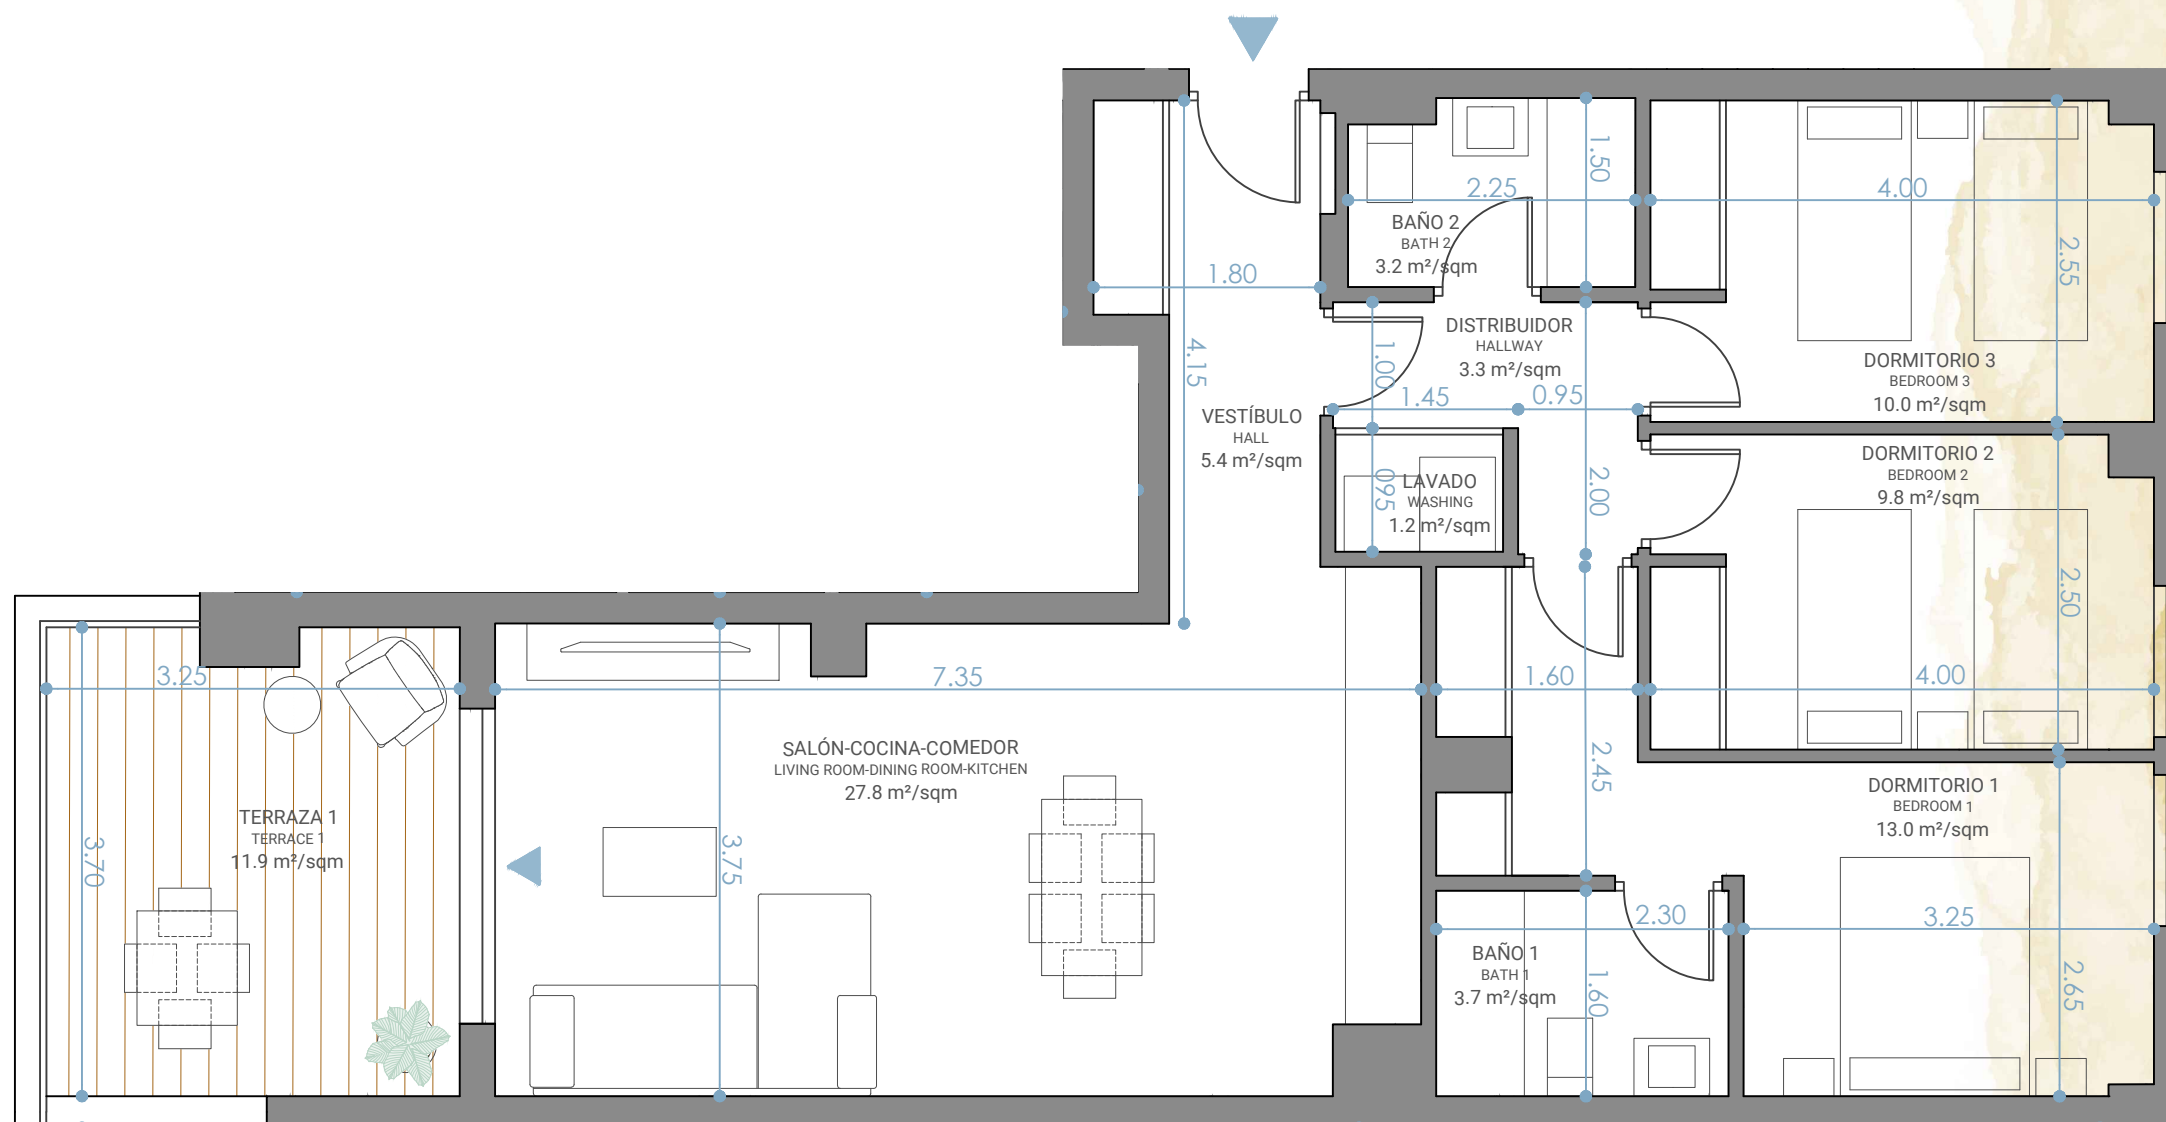 1.50
2.25
4.00
BAÑO 2
BATH 2
3.2 m²/sqm
2.55
1.80
DISTRIBUIDOR
HALLWAY
3.3 m²/sqm
4.15
1.00
1.45
0.95
DORMITORIO 3
BEDROOM 3
10.0 m²/sqm
VESTÍBULO
HALL
5.4 m²/sqm
DORMITORIO 2
BEDROOM 2
9.8 m²/sqm
095
LAVADO
WASHING
1.2 m²/sqm
2.00
2.50
3.25
7.35
1.60
4.00
SALÓN-COCINA-COMEDOR
LIVING ROOM-DINING ROOM-KITCHEN
27.8 m²/sqm
2.45
DORMITORIO 1
BEDROOM 1
13.0 m²/sqm
TERRAZA 1
TERRACE 1
11.9 m²/sqm
3.70
3.75
2.30
3.25
BAÑO 1
BATH 1
3.7 m²/sqm
1.60
2.65